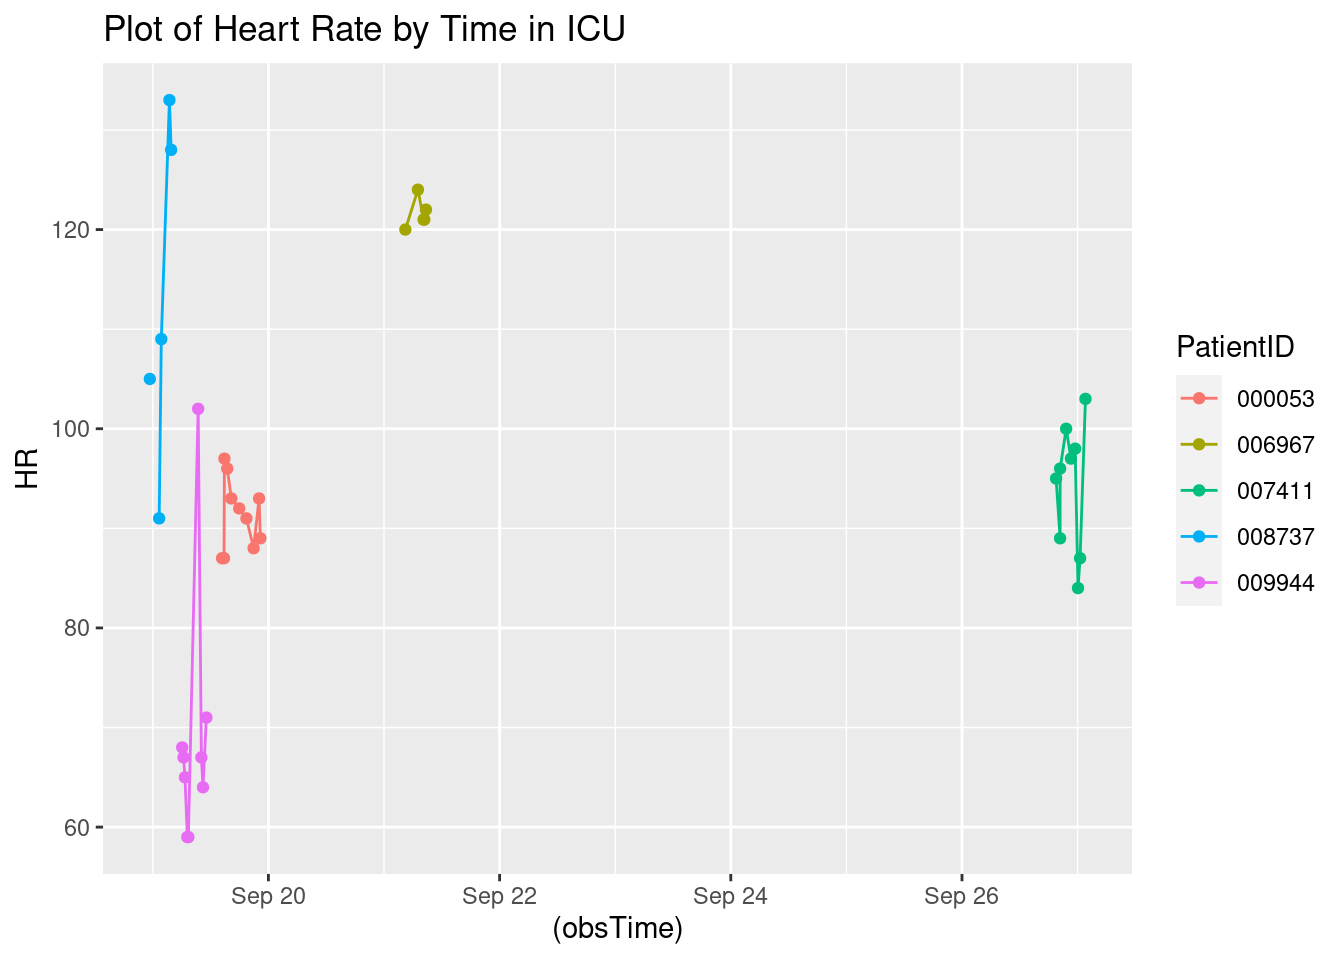 Plot of Heart Rate by Time in ICU
HR
120
100
80
60
Sep 20
Sep 22
Sep 24
Sep 26
(obsTime)
PatientID
000053
006967
007411
008737
009944